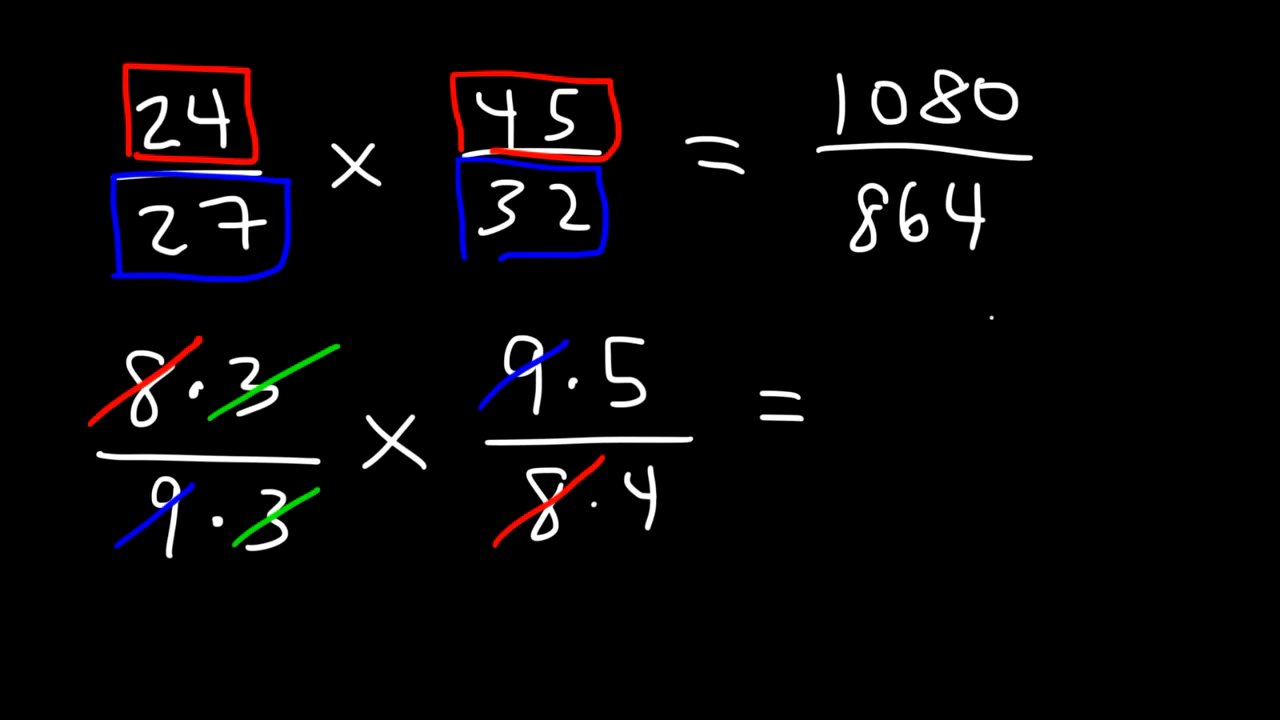 24/27 × 45/32 = 1080/864
8·3/9·3 × 9·5/8·4 =